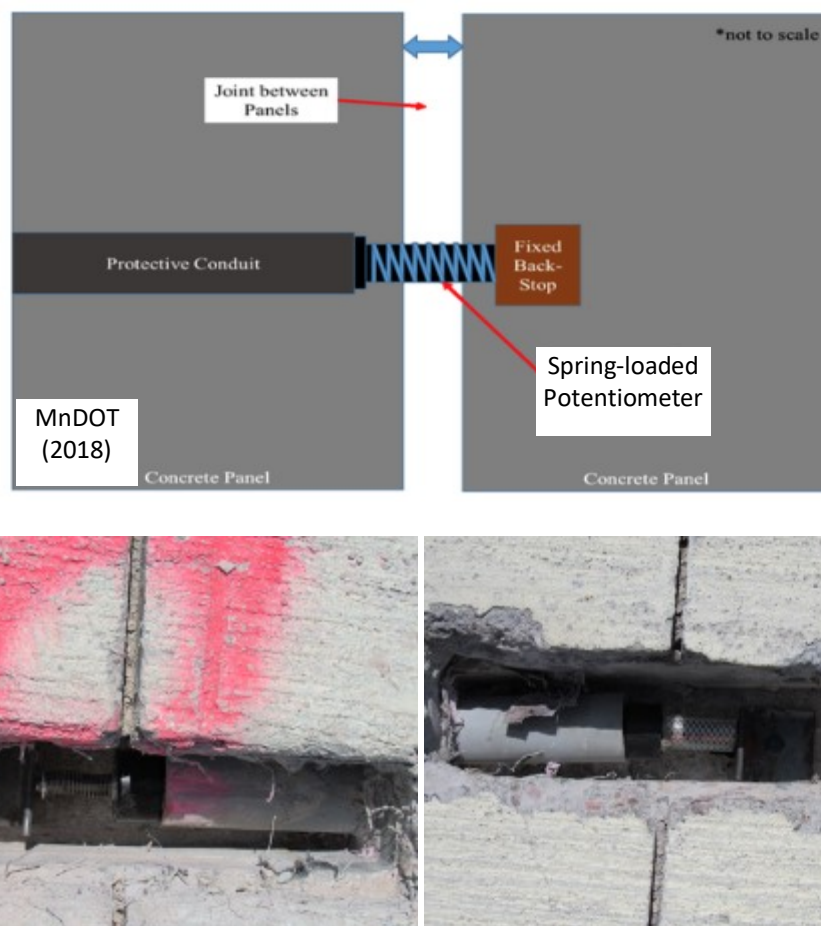 *not to scale
Joint between
Panels
Protective Conduit
Fixed
Back-
Stop
Spring-loaded
Potentiometer
MnDOT
(2018)
Concrete Panel
Concrete Panel